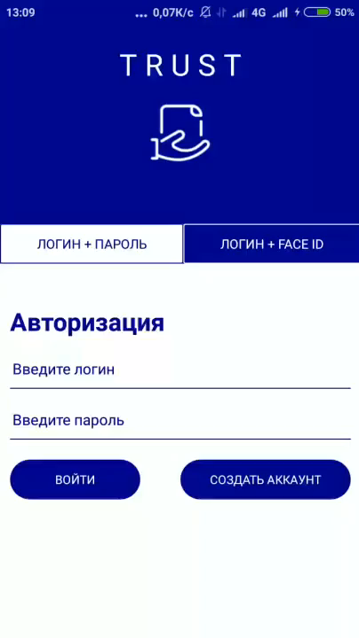 13:09 ... 0,07K/c 4G 50%
TRUST
ЛОГИН + ПАРОЛЬ ЛОГИН + FACE ID
Авторизация
Введите логин
Введите пароль
ВОЙТИ СОЗДАТЬ АККАУНТ